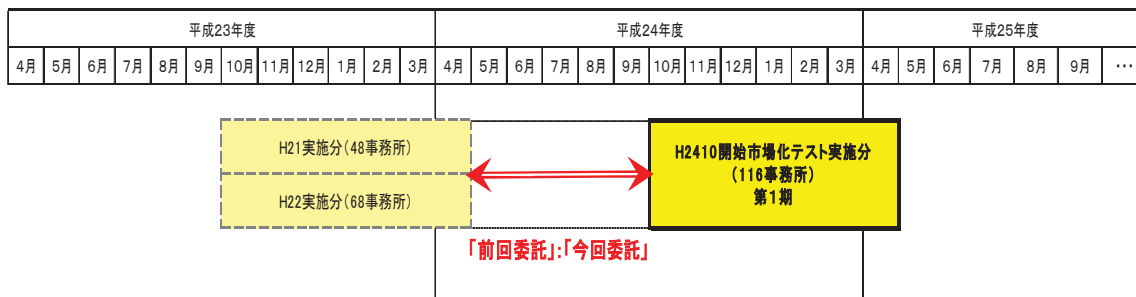 平成23年度 平成24年度 平成25年度
4月 5月 6月 7月 8月 9月 10月 11月 12月 1月 2月 3月 4月 5月 6月 7月 8月 9月 10月 11月 12月 1月 2月 3月 4月 5月 6月 7月 8月 9月 …
H21実施分(48事務所)
H22実施分(68事務所)
H2410開始市場化テスト実施分
(116事務所)
第1期
「前回委託」:「今回委託」